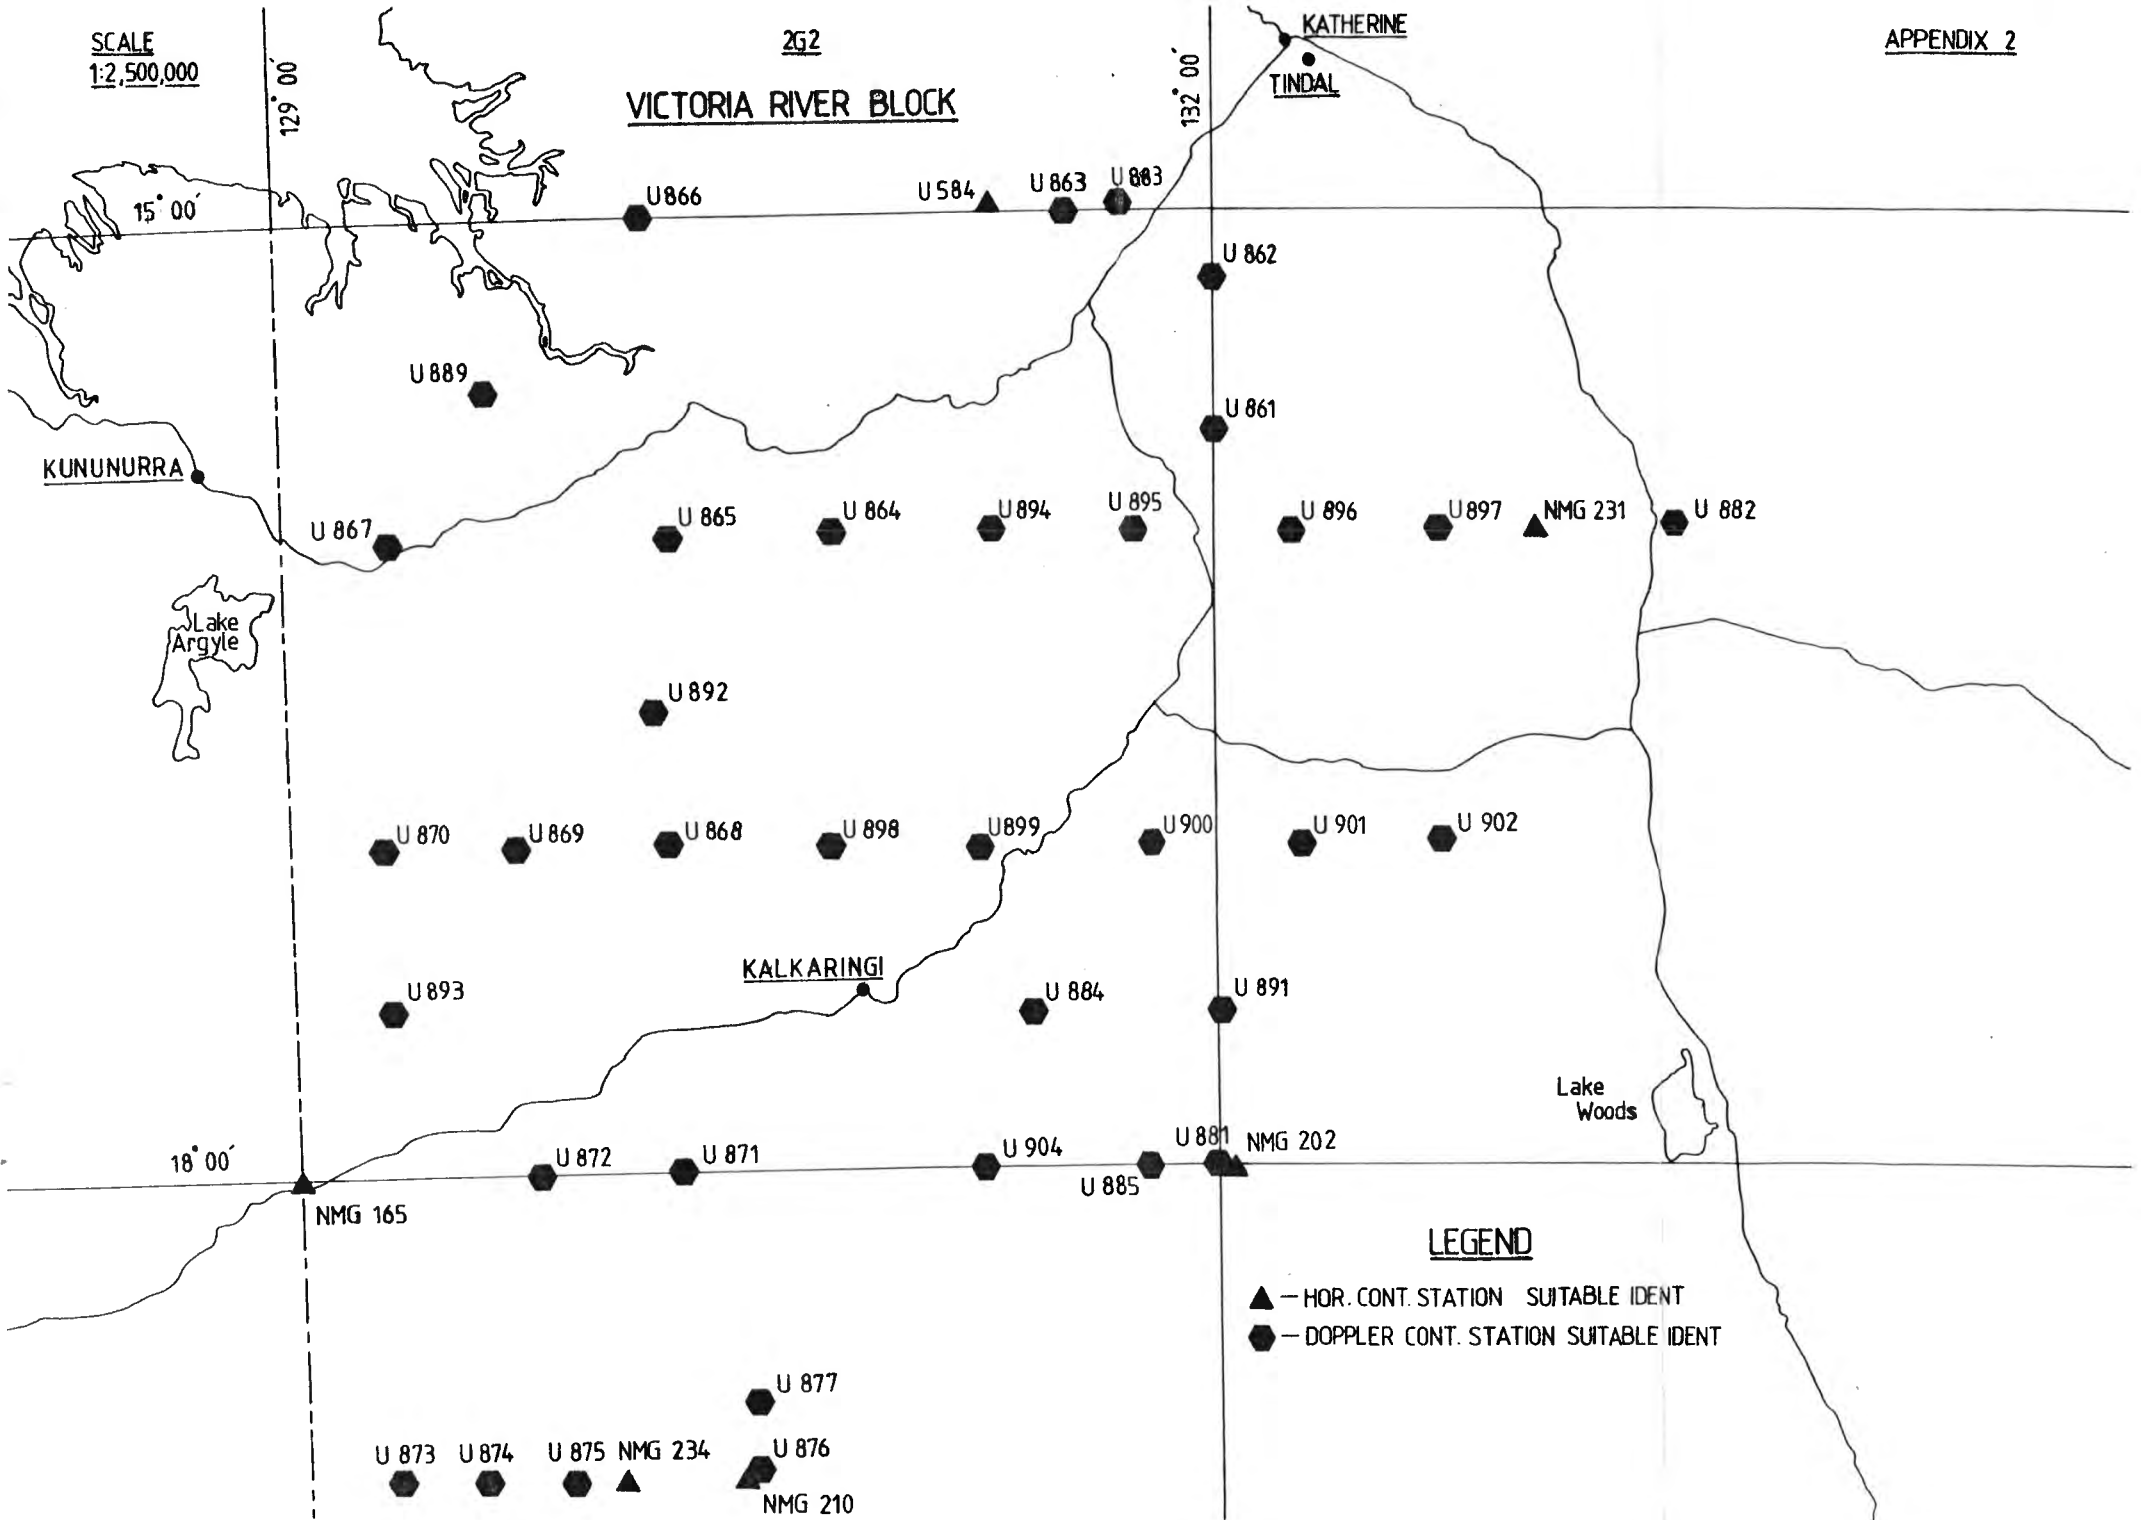 SCALE
1:2,500,000
129° 00′
2G2
VICTORIA RIVER BLOCK
132° 00′
KATHERINE
TINDAL
APPENDIX 2
15° 00′
U 866
U 584
U 863
U 883
U 862
U 889
U 861
KUNUNURRA
U 867
U 865
U 864
U 894
U 895
U 896
U 897
NMG 231
U 882
Lake
Argyle
U 892
U 870
U 869
U 868
U 898
U 899
U 900
U 901
U 902
KALKARINGI
U 893
U 884
U 891
Lake
Woods
18° 00′
U 872
U 871
U 904
U 885
U 881
NMG 202
NMG 165
LEGEND
– HOR. CONT. STATION SUITABLE IDENT
– DOPPLER CONT. STATION SUITABLE IDENT
U 877
U 873
U 874
U 875
NMG 234
U 876
NMG 210